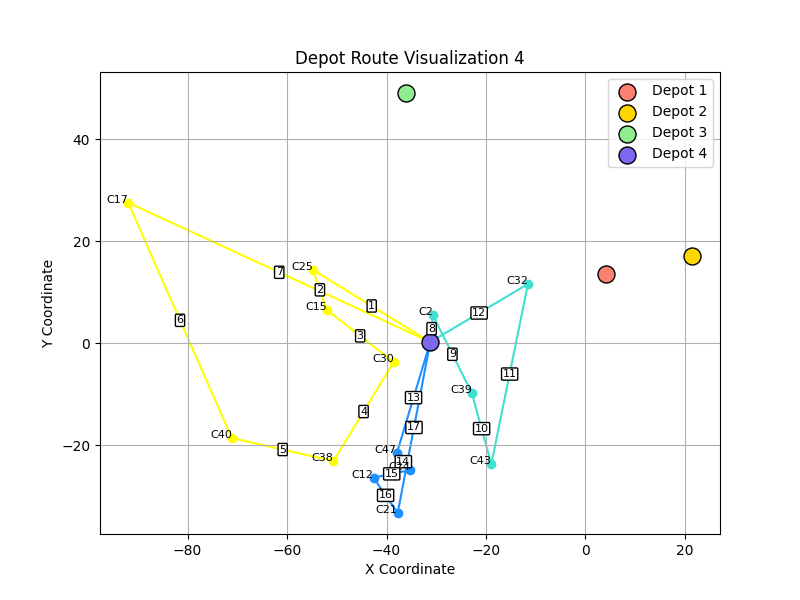 Depot Route Visualization 4
Depot 1
Depot 2
Depot 3
Depot 4
Y Coordinate
40
20
0
−20
C17
C25
7
2
C15
1
6
3
C30
4
C40
5
C38
C32
C2
12
8
9
11
C39
13
10
17
C47
14
C43
15
C12
16
C21
−80
−60
−40
−20
0
20
X Coordinate